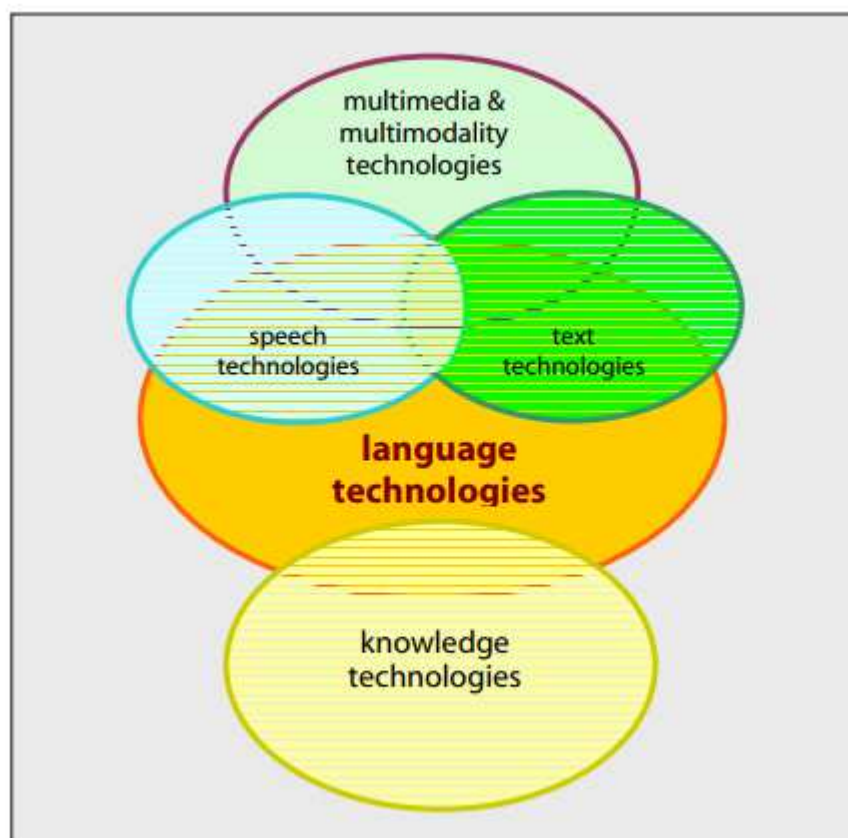 multimedia &
multimodality
technologies
speech
technologies
text
technologies
language
technologies
knowledge
technologies